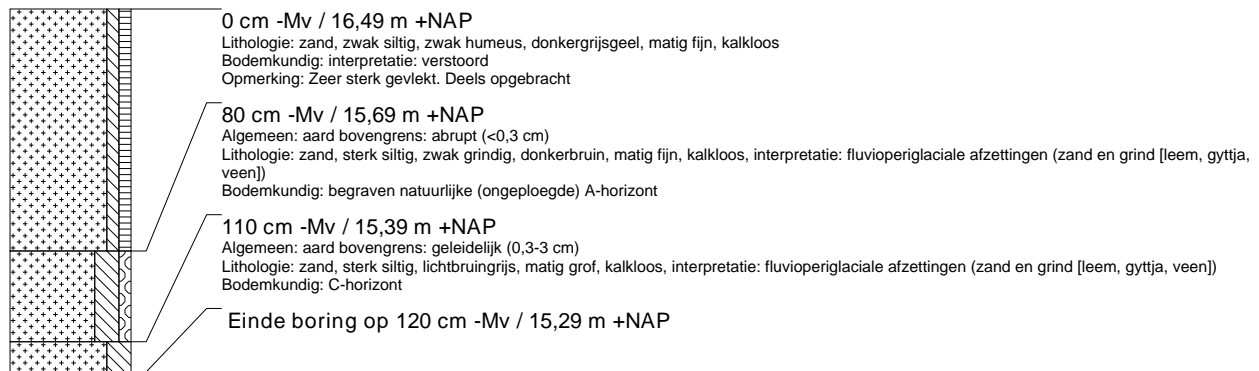 0 cm -Mv / 16,49 m +NAP
Lithologie: zand, zwak siltig, zwak humeus, donkergrijsgeel, matig fijn, kalkloos
Bodemkundig: interpretatie: verstoord
Opmerking: Zeer sterk gevlekt. Deels opgebracht
80 cm -Mv / 15,69 m +NAP
Algemeen: aard bovengrens: abrupt (<0,3 cm)
Lithologie: zand, sterk siltig, zwak grindig, donkerbruin, matig fijn, kalkloos, interpretatie: fluvioperiglaciale afzettingen (zand en grind [leem, gyttja,
veen])
Bodemkundig: begraven natuurlijke (ongeploegde) A-horizont
110 cm -Mv / 15,39 m +NAP
Algemeen: aard bovengrens: geleidelijk (0,3-3 cm)
Lithologie: zand, sterk siltig, lichtbruingrijs, matig grof, kalkloos, interpretatie: fluvioperiglaciale afzettingen (zand en grind [leem, gyttja, veen])
Bodemkundig: C-horizont
Einde boring op 120 cm -Mv / 15,29 m +NAP